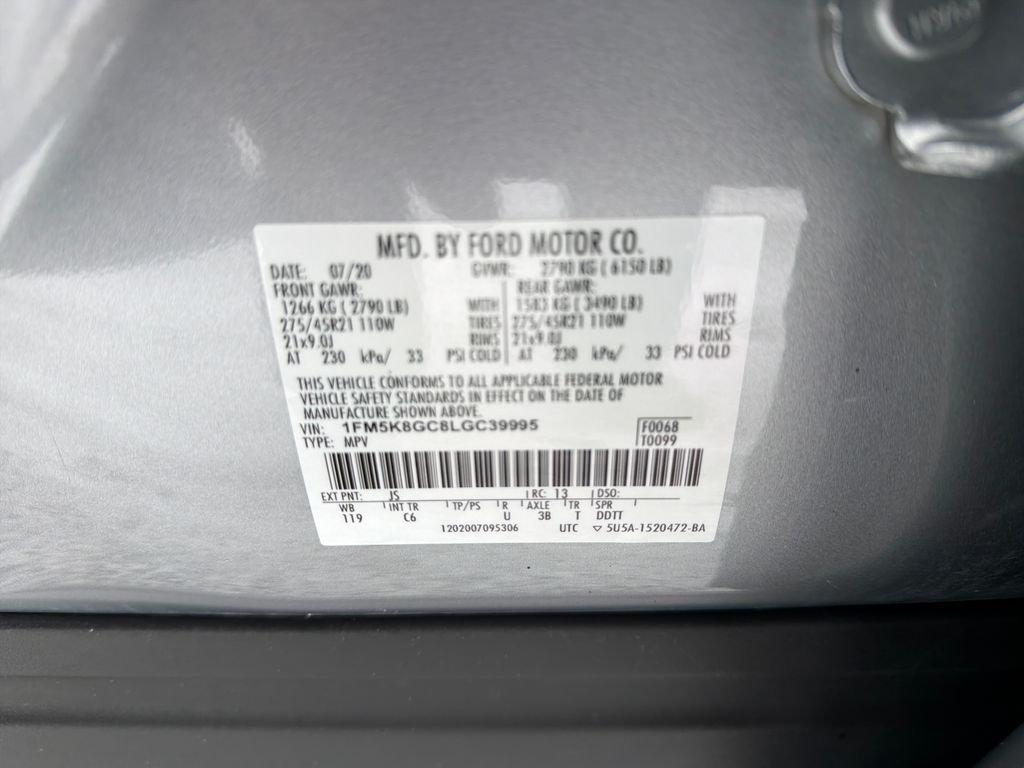 MFD. BY FORD MOTOR CO.
DATE: 07/20 GVWR: 2790 KG ( 6150 LB)
FRONT GAWR: REAR GAWR:
1266 KG ( 2790 LB) WITH 1583 KG ( 3490 LB) WITH
275/45R21 110W TIRES 275/45R21 110W TIRES
21x9.0J RIMS 21x9.0J RIMS
AT 230 kPa/ 33 PSI COLD AT 230 kPa/ 33 PSI COLD
THIS VEHICLE CONFORMS TO ALL APPLICABLE FEDERAL MOTOR
VEHICLE SAFETY STANDARDS IN EFFECT ON THE DATE OF
MANUFACTURE SHOWN ABOVE.
VIN: 1FM5K8GC8LGC39995 F0068
TYPE: MPV T0099
EXT PNT: JS RC: 13 DSO:
WB INT TR TP/PS R AXLE TR SPR
119 C6 U 3B T DDTT
1202007095306 UTC ▽ 5U5A-1520472-BA